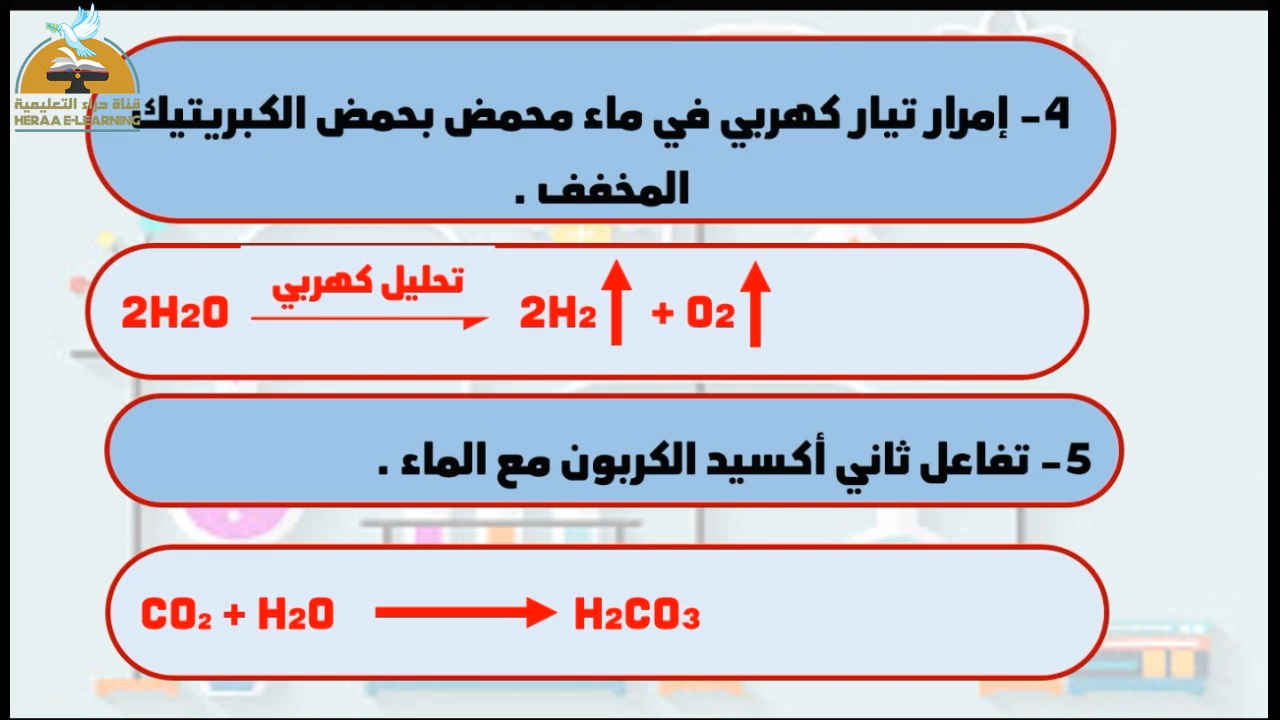 قناة حراء التعليمية
HERAA E-LEARNING
4- إمرار تيار كهربي في ماء محمض بحمض الكبريتيك
المخفف .
تحليل كهربي
2H₂O ⟶ 2H₂↑ + O₂↑
5- تفاعل ثاني أكسيد الكربون مع الماء .
CO₂ + H₂O ⟶ H₂CO₃